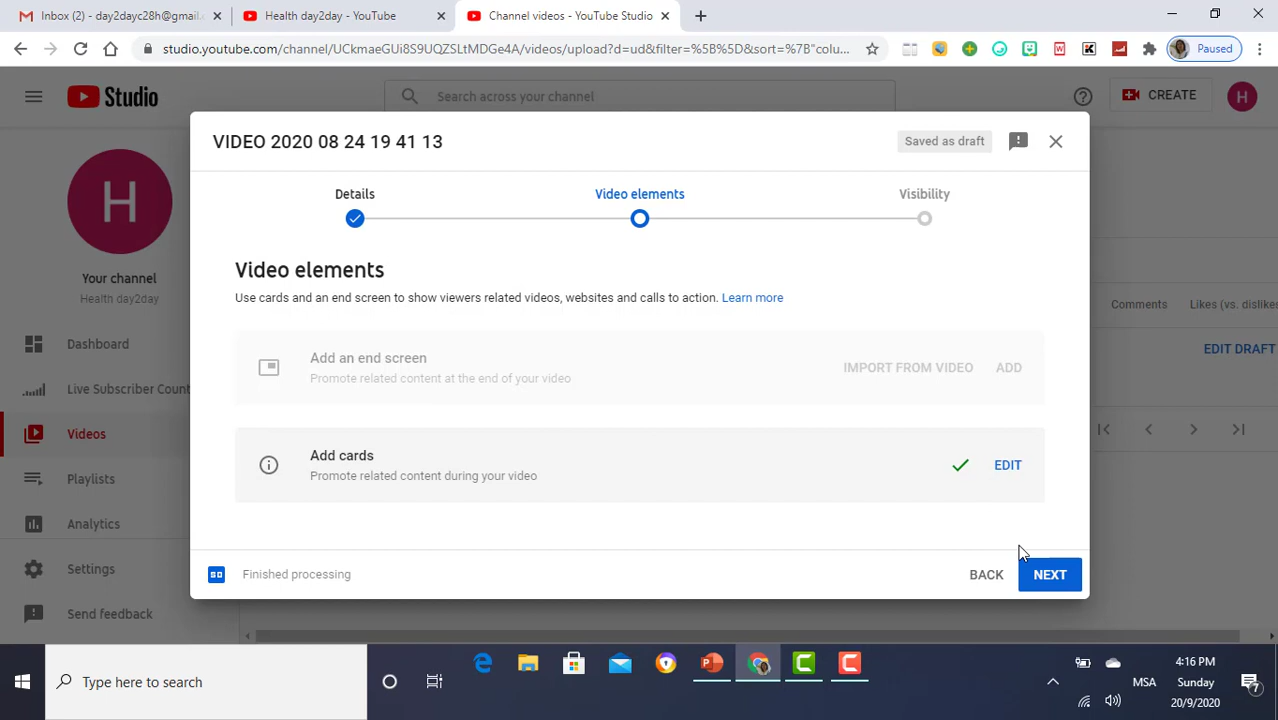 Inbox (2) - day2dayc28h@gmail.c
Health day2day - YouTube
Channel videos - YouTube Studio
studio.youtube.com/channel/UCkmaeGUi8S9UQZSLtMDGe4A/videos/upload?d=ud&filter=%5B%5D&sort=%7B"colu...
Paused
Studio
Search across your channel
CREATE
H
VIDEO 2020 08 24 19 41 13
Saved as draft
Details
Video elements
Visibility
H
Your channel
Health day2day
Dashboard
Live Subscriber Count
Videos
Playlists
Analytics
Settings
Send feedback
Video elements
Use cards and an end screen to show viewers related videos, websites and calls to action. Learn more
Add an end screen
Promote related content at the end of your video
IMPORT FROM VIDEO
ADD
Add cards
Promote related content during your video
EDIT
Comments
Likes (vs. dislikes
EDIT DRAFT
SD
Finished processing
BACK
NEXT
Type here to search
4:16 PM
MSA
Sunday
20/9/2020
7